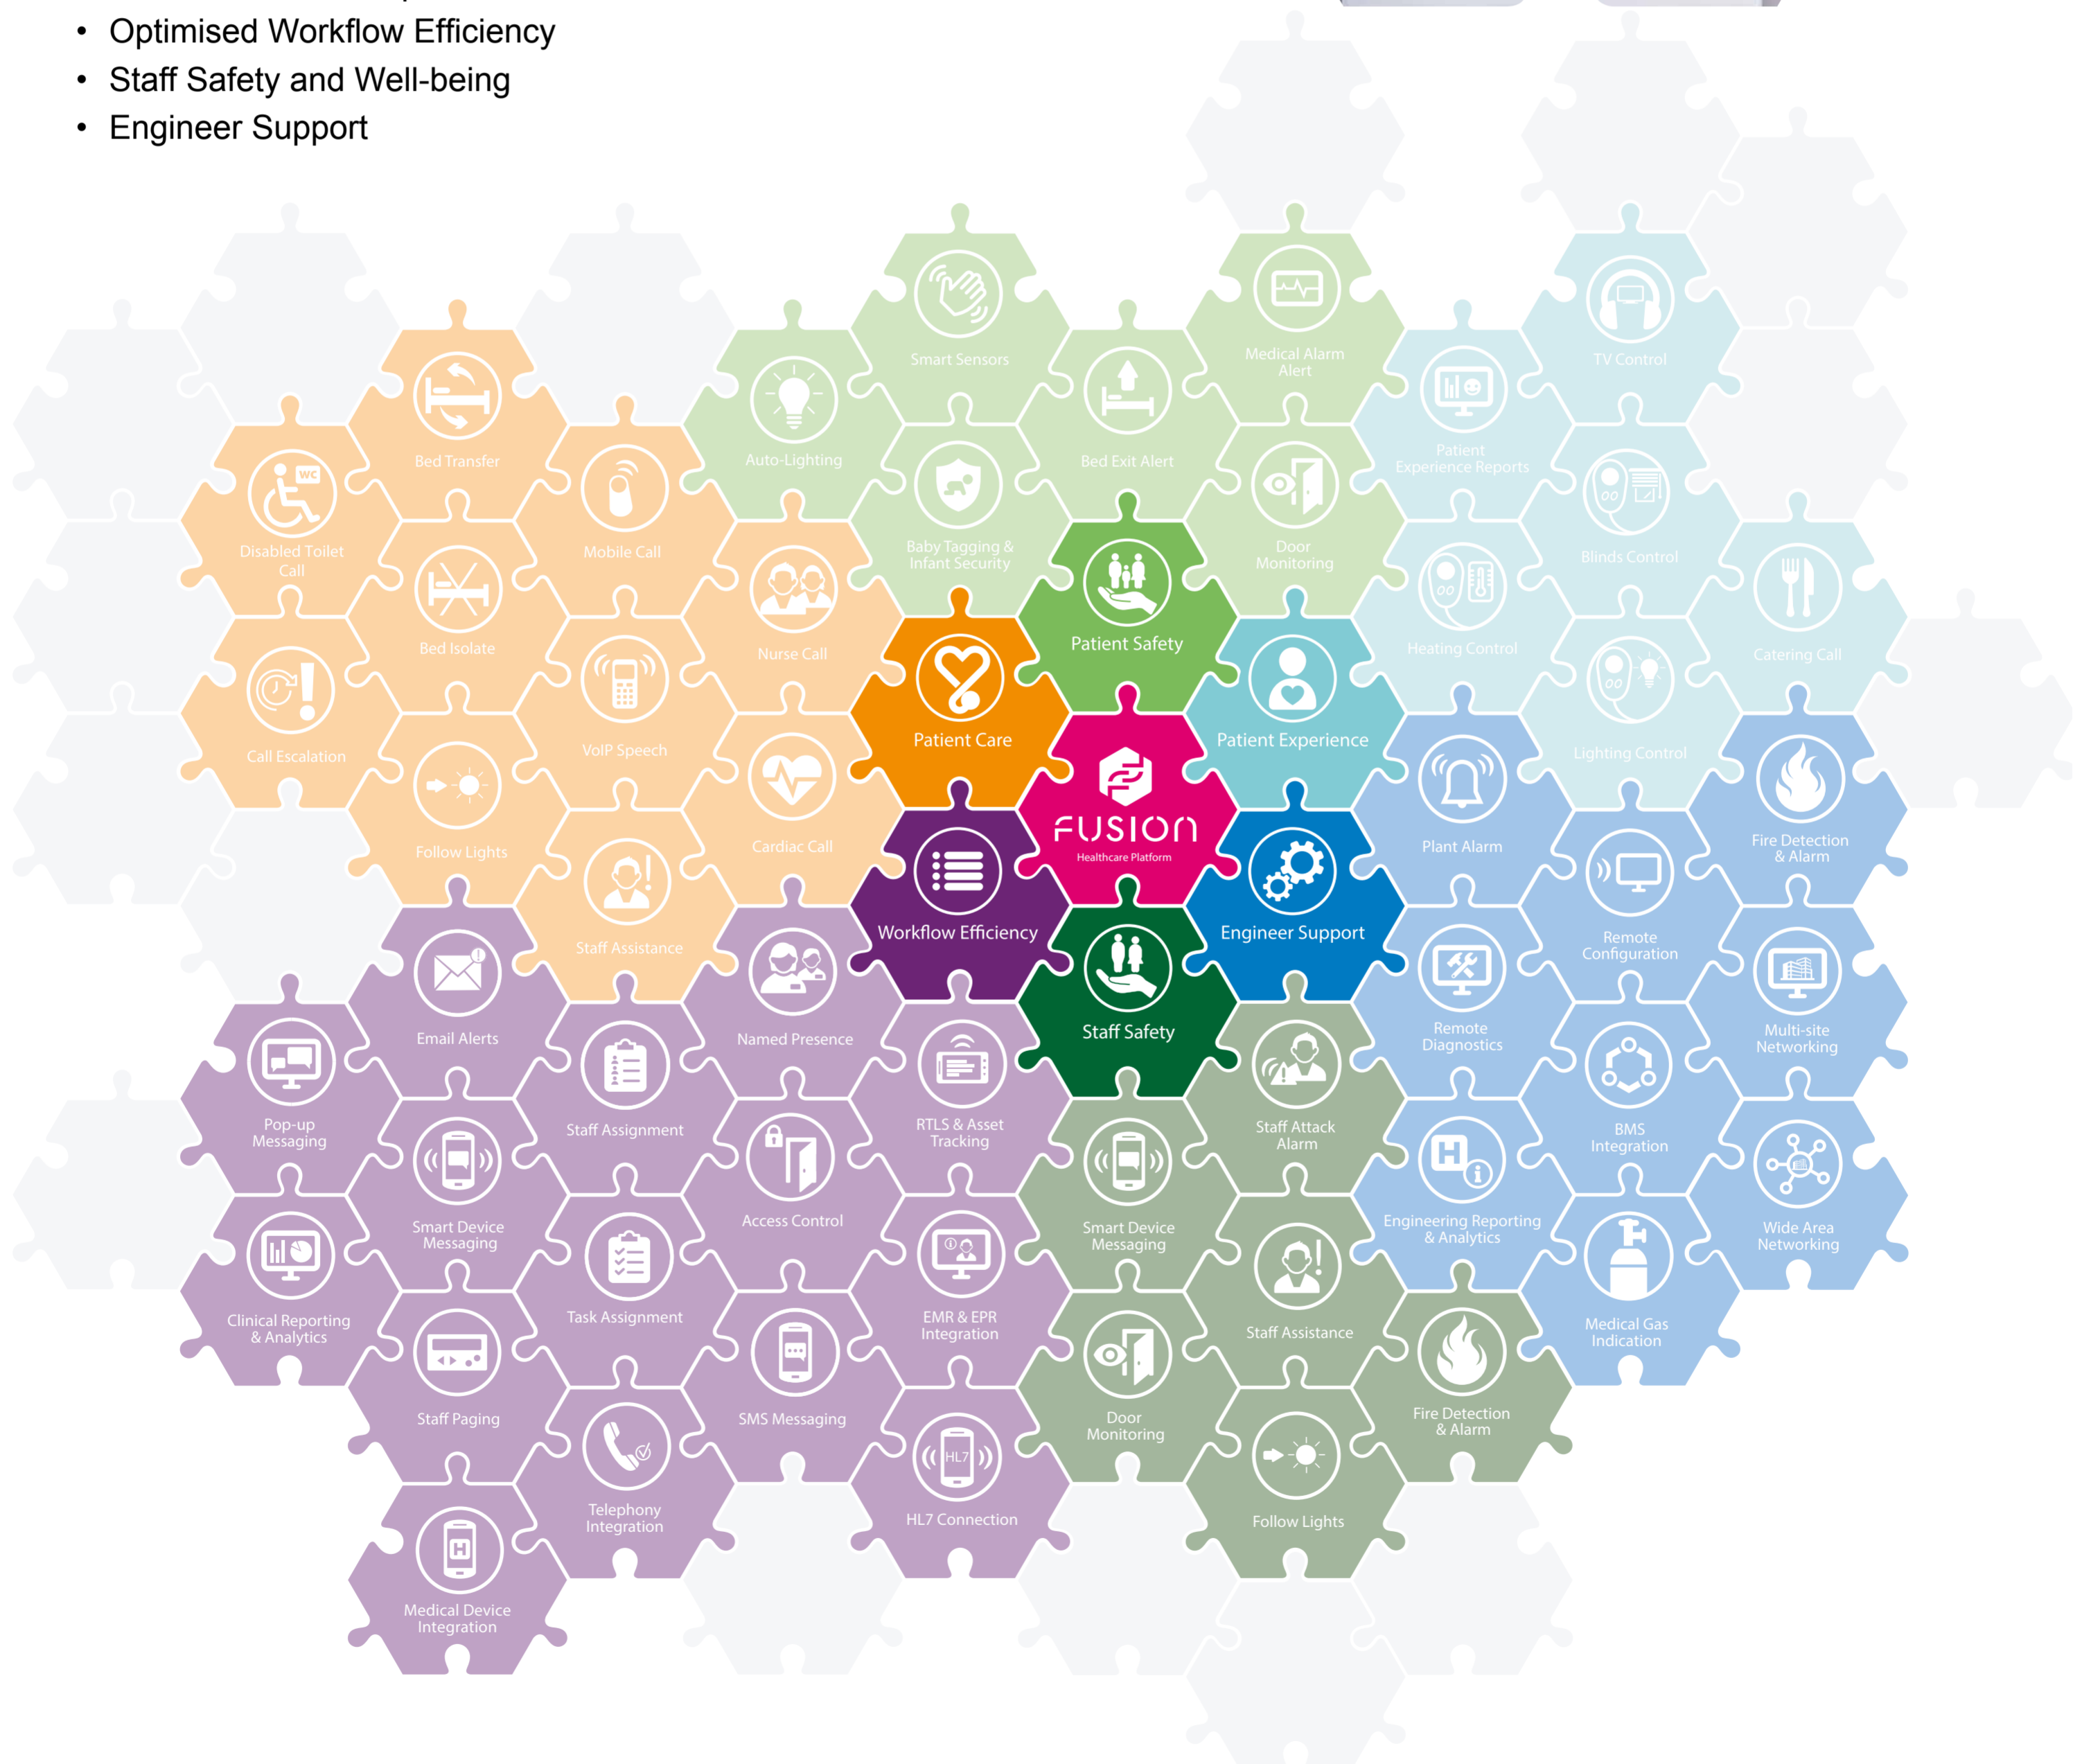 • Optimised Workflow Efficiency
• Staff Safety and Well-being
• Engineer Support
Smart Sensors
Medical Alarm
Alert
TV Control
Bed Transfer
Auto-Lighting
Bed Exit Alert
Patient
Experience Reports
WC
Disabled Toilet
Call
Mobile Call
Baby Tagging &
Infant Security
Door
Monitoring
Blinds Control
Bed Isolate
Nurse Call
Patient Safety
Heating Control
Catering Call
Call Escalation
VoIP Speech
Patient Care
Patient Experience
Lighting Control
Follow Lights
Cardiac Call
FUSION
Healthcare Platform
Plant Alarm
Fire Detection
& Alarm
Staff Assistance
Workflow Efficiency
Engineer Support
Remote
Configuration
Email Alerts
Named Presence
Staff Safety
Remote
Diagnostics
Multi-site
Networking
Pop-up
Messaging
Staff Assignment
RTLS & Asset
Tracking
Staff Attack
Alarm
BMS
Integration
H i
Smart Device
Messaging
Access Control
Smart Device
Messaging
Engineering Reporting
& Analytics
Wide Area
Networking
Clinical Reporting
& Analytics
Task Assignment
EMR & EPR
Integration
Staff Assistance
Medical Gas
Indication
Staff Paging
SMS Messaging
Door
Monitoring
Fire Detection
& Alarm
HL7
Telephony
Integration
HL7 Connection
Follow Lights
H
Medical Device
Integration